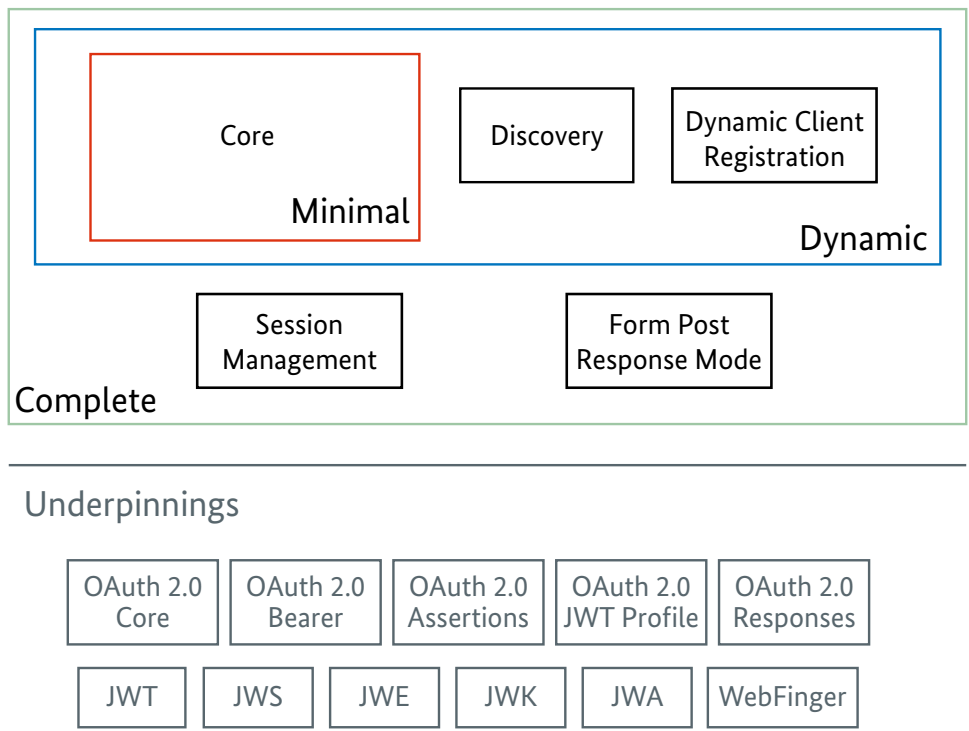 Core
Minimal
Discovery
Dynamic Client
Registration
Dynamic
Session
Management
Form Post
Response Mode
Complete
Underpinnings
OAuth 2.0
Core
OAuth 2.0
Bearer
OAuth 2.0
Assertions
OAuth 2.0
JWT Profile
OAuth 2.0
Responses
JWT
JWS
JWE
JWK
JWA
WebFinger